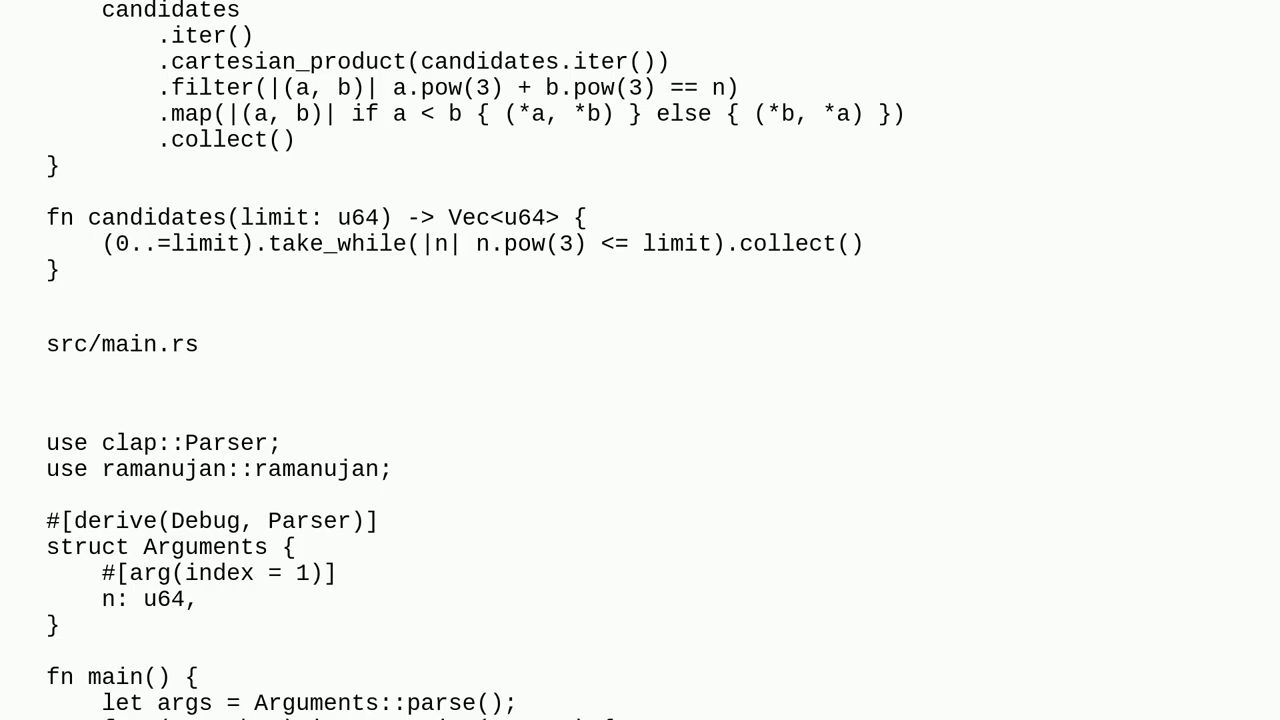 candidates
.iter()
.cartesian_product(candidates.iter())
.filter(|(a, b)| a.pow(3) + b.pow(3) == n)
.map(|(a, b)| if a < b { (*a, *b) } else { (*b, *a) })
.collect()
}
fn candidates(limit: u64) -> Vec<u64> {
(0..=limit).take_while(|n| n.pow(3) <= limit).collect()
}
src/main.rs
use clap::Parser;
use ramanujan::ramanujan;
#[derive(Debug, Parser)]
struct Arguments {
#[arg(index = 1)]
n: u64,
}
fn main() {
let args = Arguments::parse();